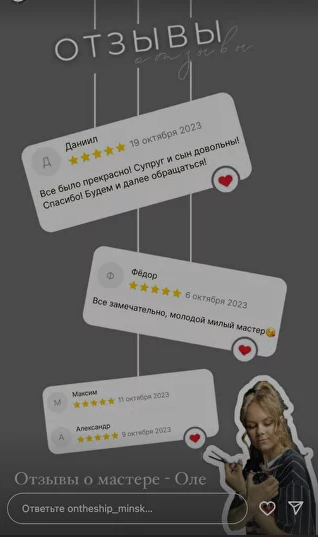 ОТЗЫВЫ
отзывы
Д
Даниил
19 октября 2023
Все было прекрасно! Супруг и сын довольны!
Спасибо! Будем и далее обращаться!
Ф
Фёдор
6 октября 2023
Все замечательно, молодой милый мастер😘
М
Максим
11 октября 2023
А
Александр
9 октября 2023
Отзывы о мастере - Оле
Ответьте ontheship_minsk...